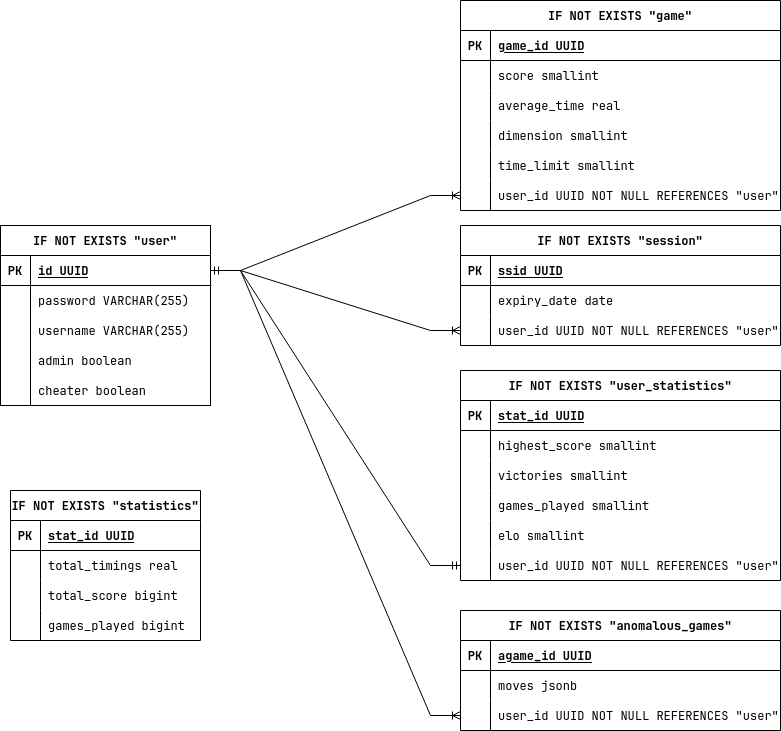 IF NOT EXISTS "game"
PK game_id UUID
score smallint
average_time real
dimension smallint
time_limit smallint
user_id UUID NOT NULL REFERENCES "user"
IF NOT EXISTS "user"
PK id UUID
password VARCHAR(255)
username VARCHAR(255)
admin boolean
cheater boolean
IF NOT EXISTS "session"
PK ssid UUID
expiry_date date
user_id UUID NOT NULL REFERENCES "user"
IF NOT EXISTS "user_statistics"
PK stat_id UUID
highest_score smallint
victories smallint
games_played smallint
elo smallint
user_id UUID NOT NULL REFERENCES "user"
IF NOT EXISTS "statistics"
PK stat_id UUID
total_timings real
total_score bigint
games_played bigint
IF NOT EXISTS "anomalous_games"
PK agame_id UUID
moves jsonb
user_id UUID NOT NULL REFERENCES "user"